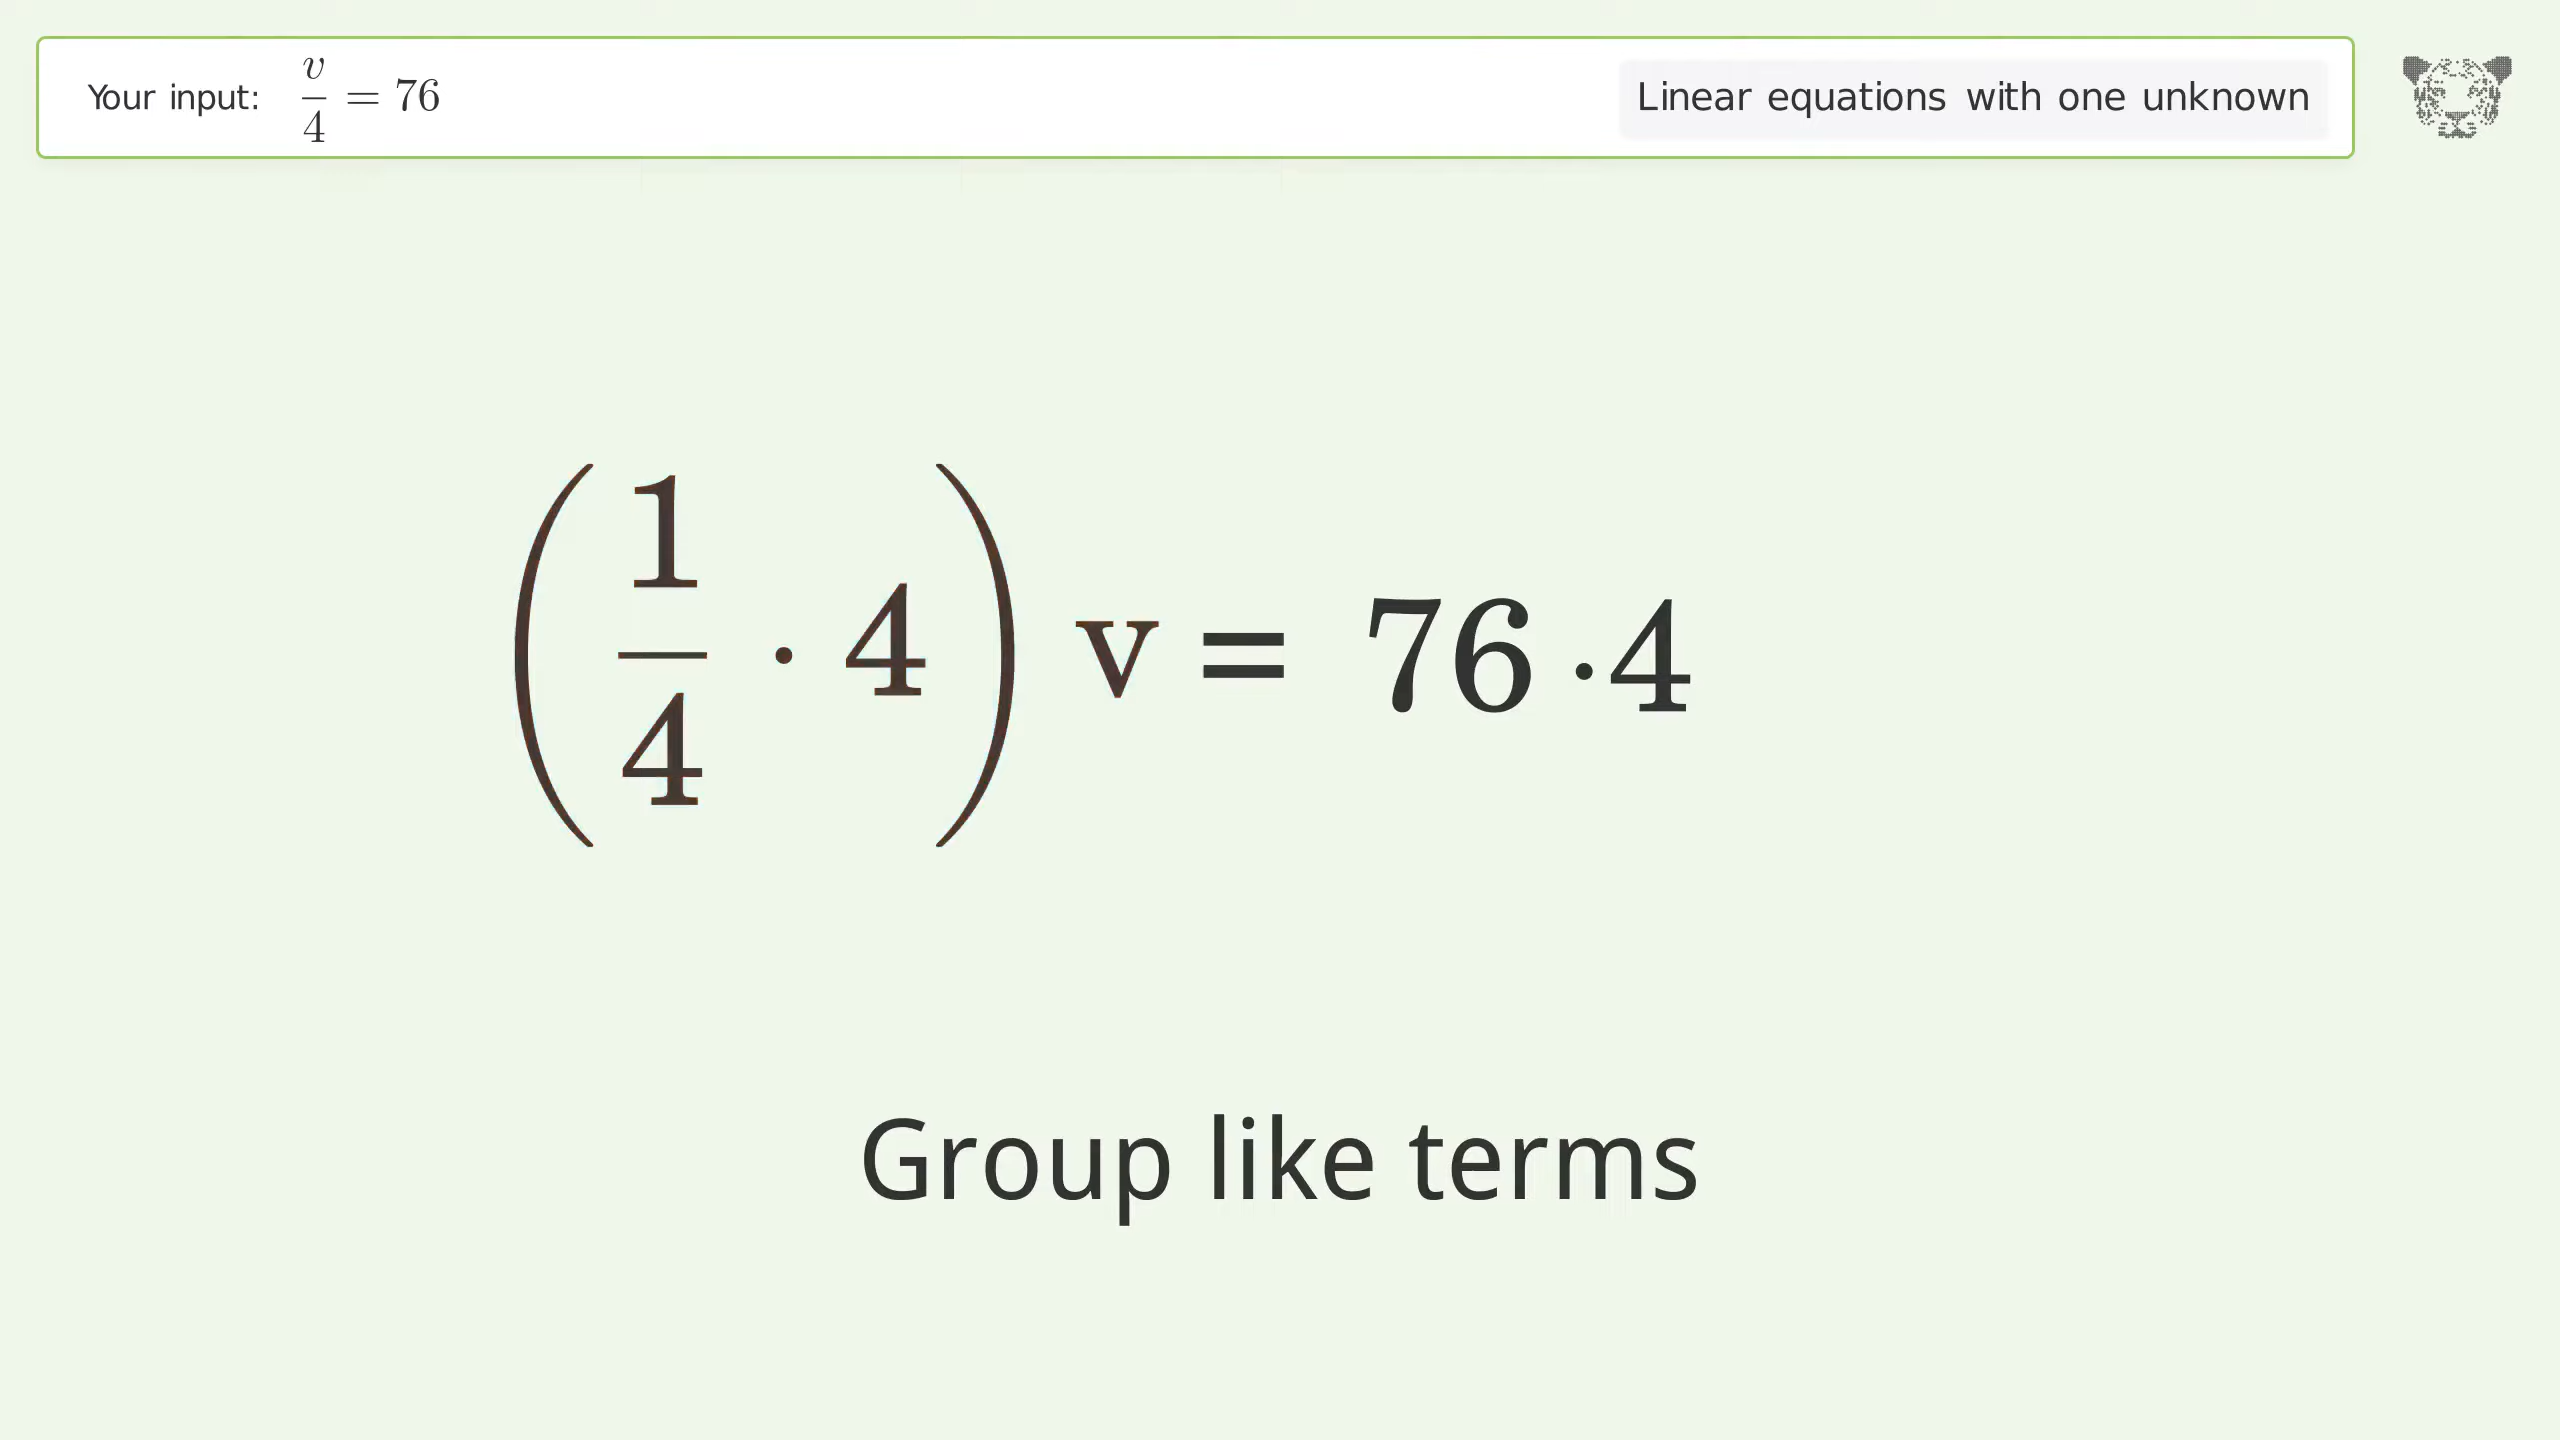 Your input: v/4 = 76
Linear equations with one unknown
(1/4 · 4) v = 76 · 4
Group like terms